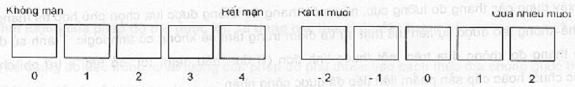 Không mặn Rất mặn Rất ít muối Quá nhiều muối
0 1 2 3 4 -2 -1 0 1 2